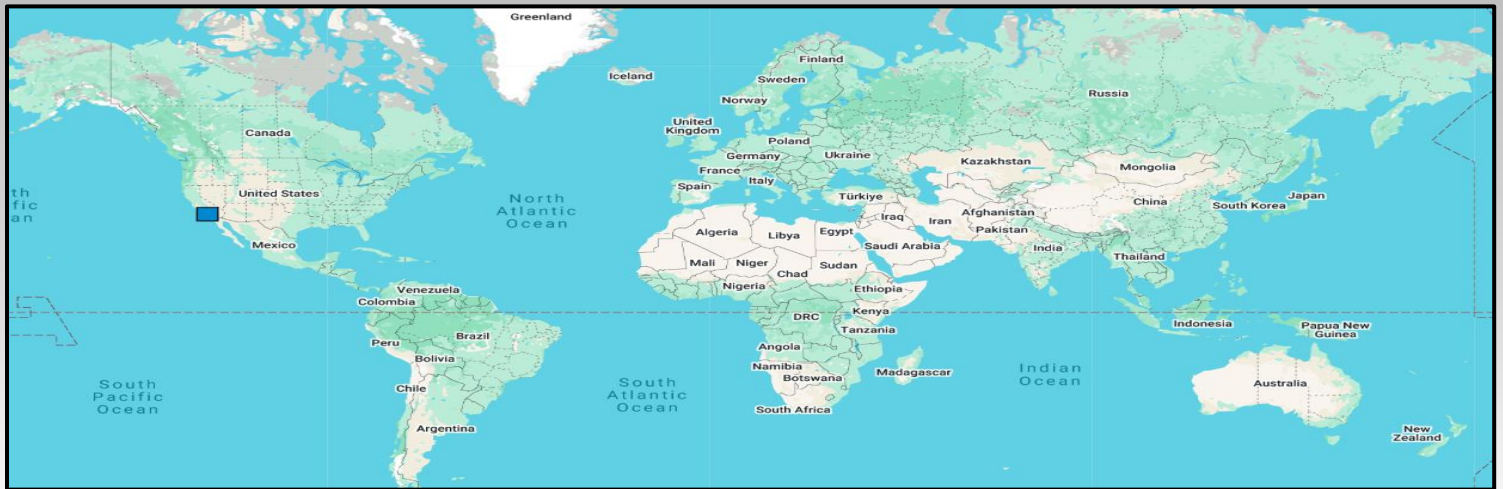 Greenland
Iceland
Finland
Sweden
Norway
Russia
United
Kingdom
Canada
Poland
Germany
Ukraine
France
Kazakhstan
Mongolia
Italy
Spain
United States
Türkiye
Japan
China
South Korea
th
fic
an
North
Atlantic
Ocean
Iraq
Iran
Afghanistan
Pakistan
Algeria
Libya
Egypt
Saudi Arabia
India
Mexico
Thailand
Mali
Niger
Chad
Sudan
Nigeria
Ethiopia
Venezuela
Colombia
Kenya
DRC
Tanzania
Indonesia
Papua New
Guinea
Brazil
Peru
Angola
Bolivia
Namibia
Botswana
Madagascar
Indian
Ocean
Australia
South
Pacific
Ocean
Chile
South
Atlantic
Ocean
South Africa
Argentina
New
Zealand